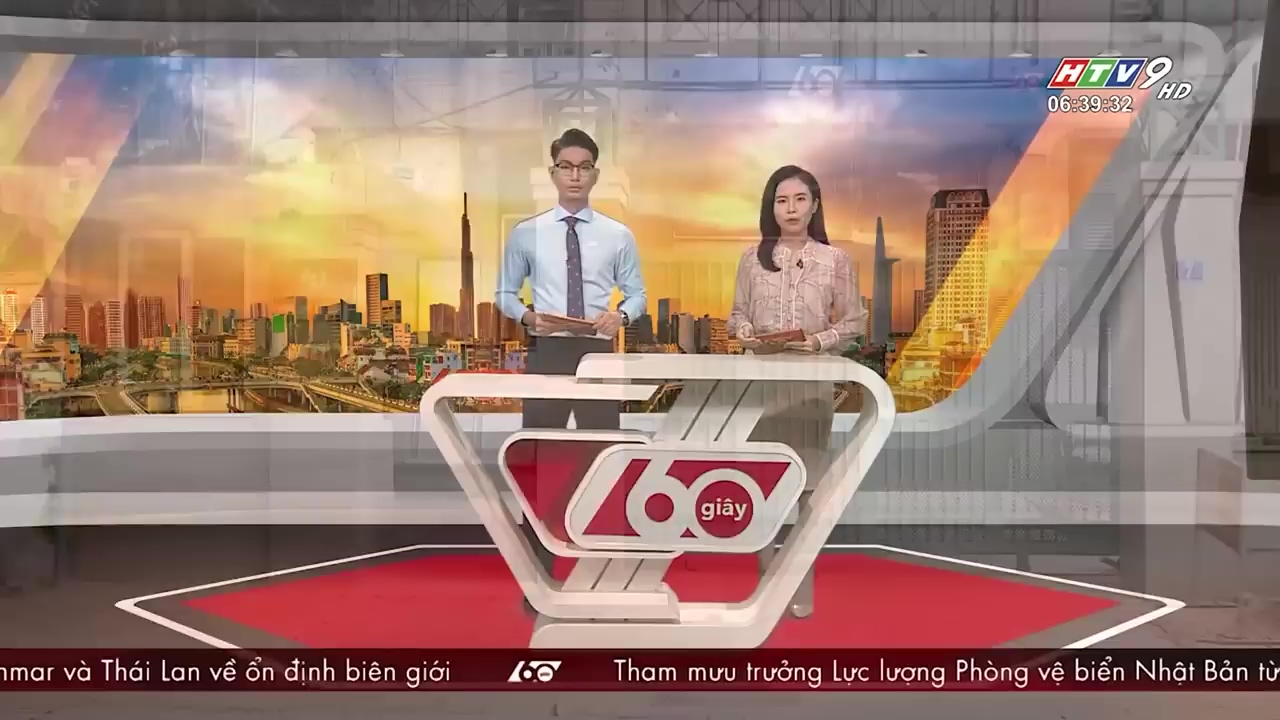 HTV9
HD
06:39:32
60
giây
nmar và Thái Lan về ổn định biên giới
60
Tham mưu trưởng Lực lượng Phòng vệ biển Nhật Bản từ